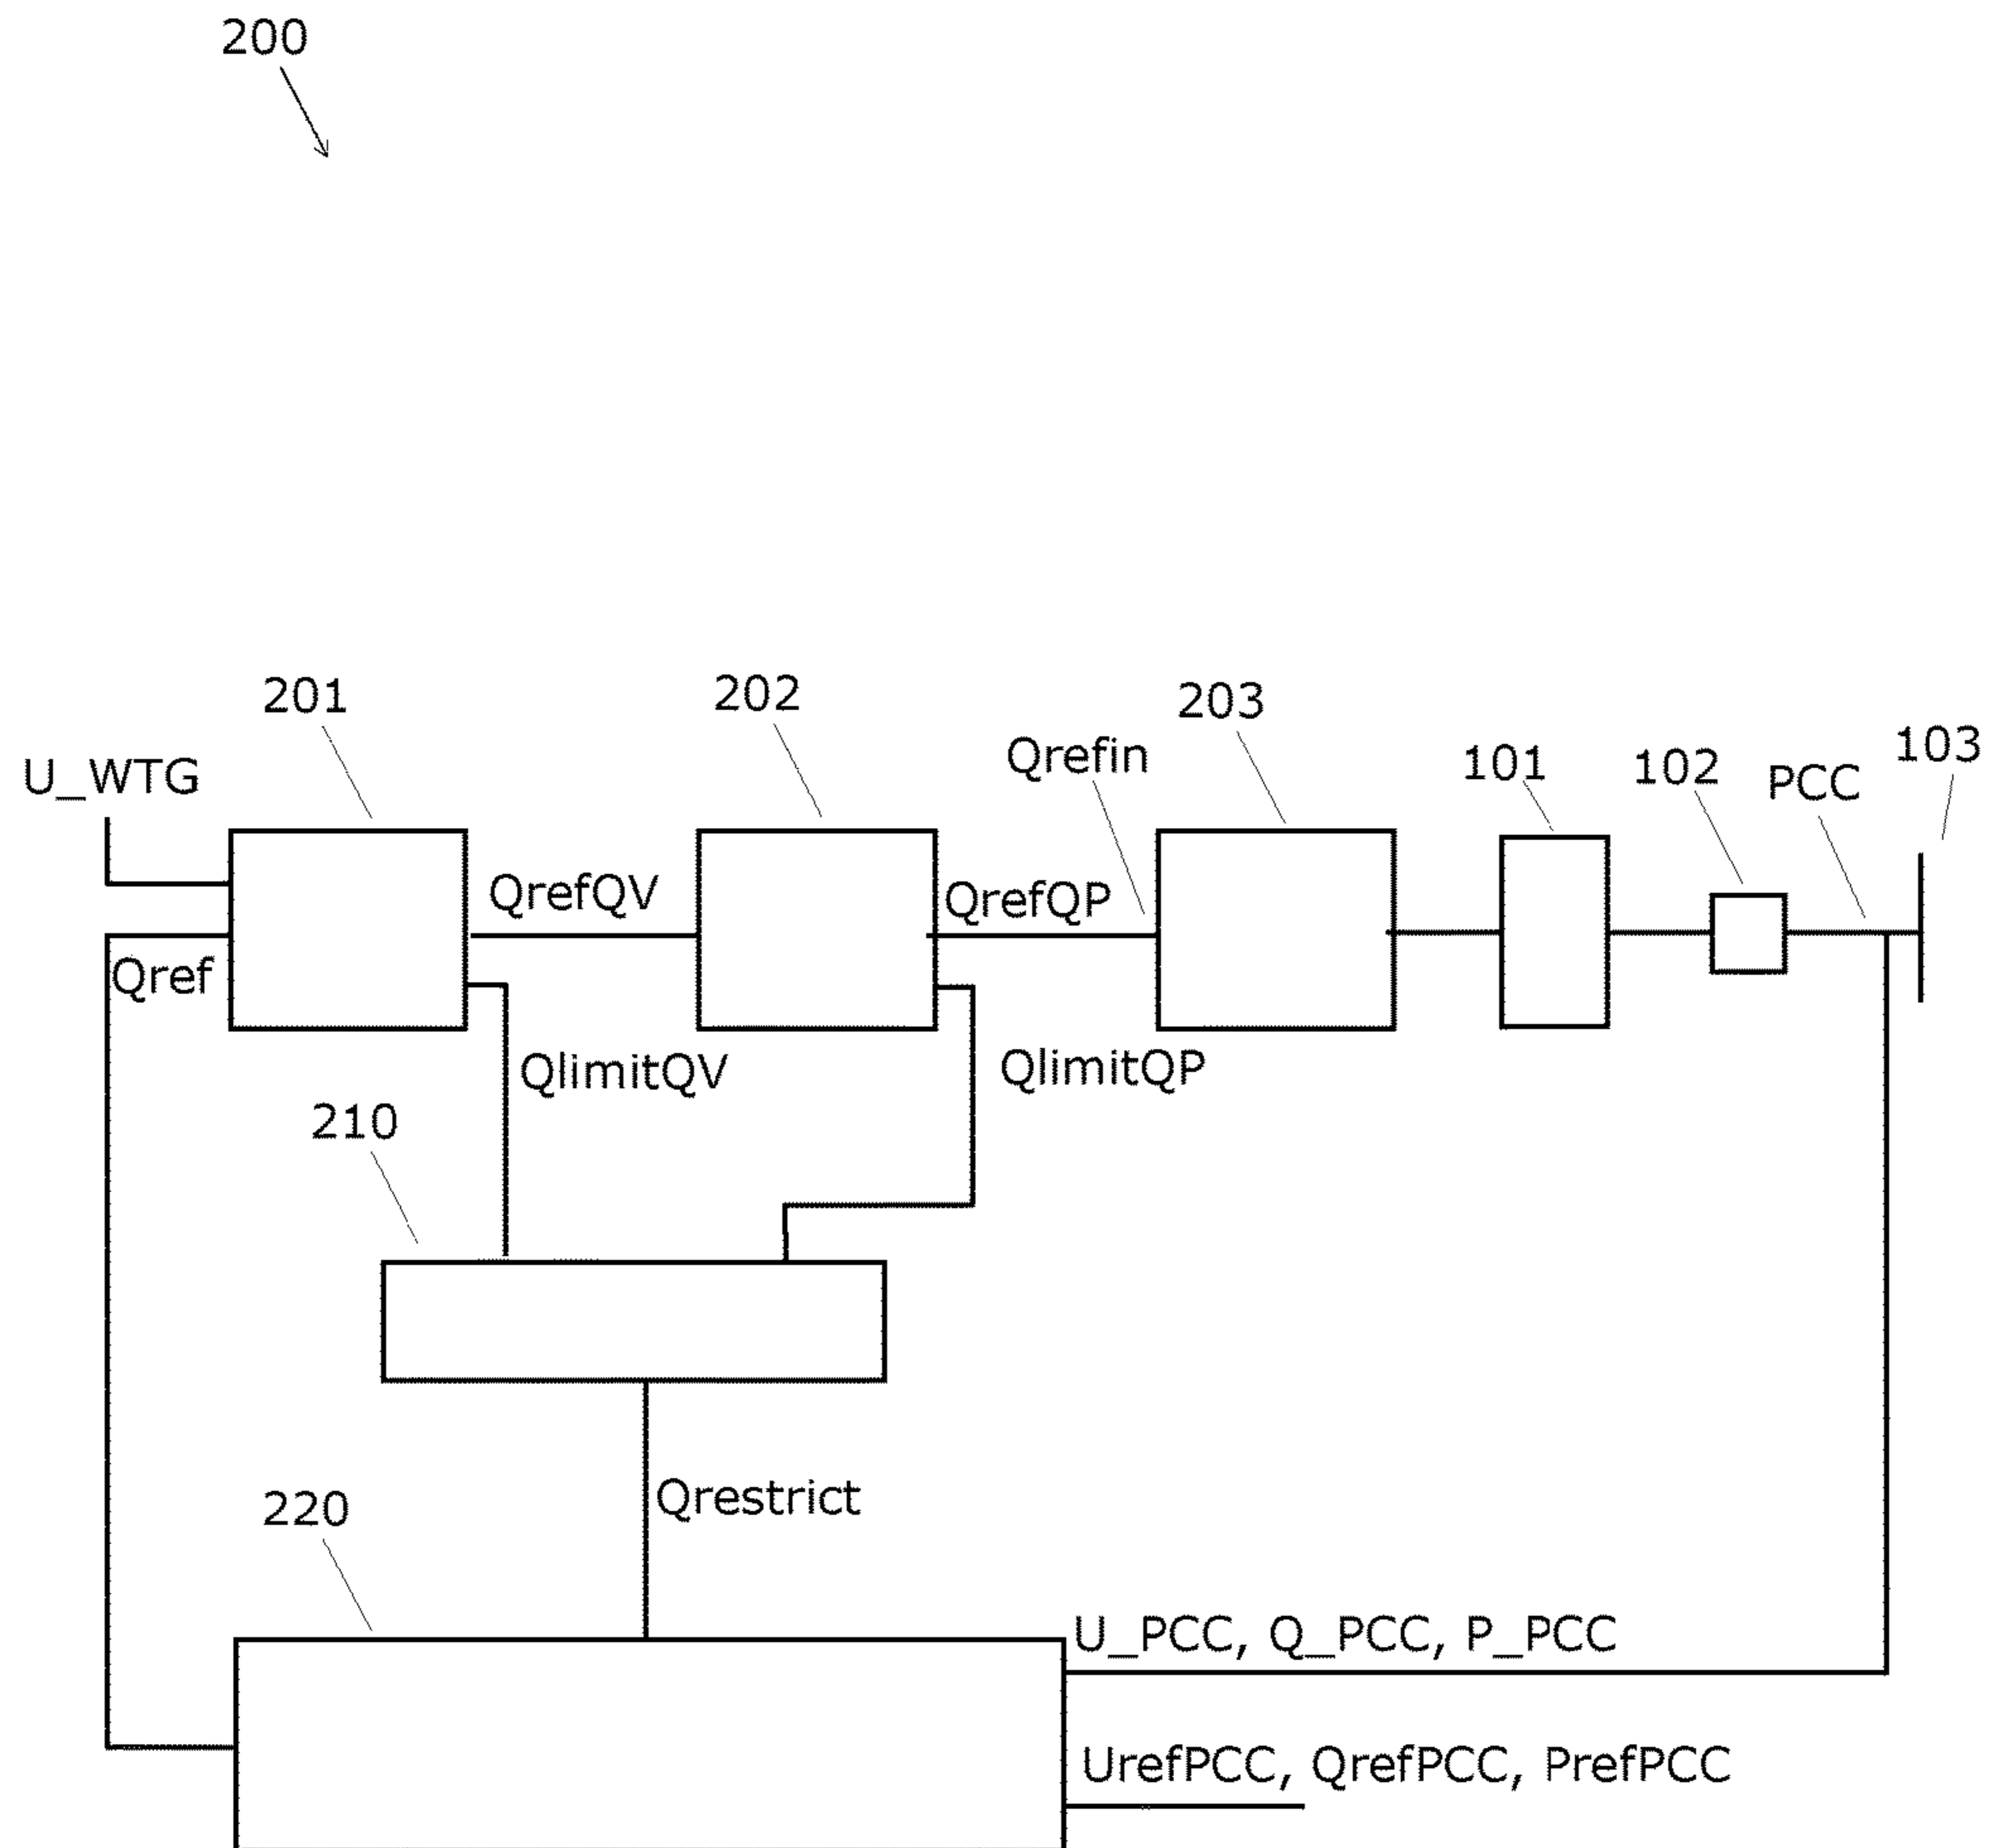 200
201
202
203
Qrefin
101
102
PCC
103
U_WTG
QrefQV
QrefQP
Qref
QlimitQV
QlimitQP
210
220
Qrestrict
U_PCC, Q_PCC, P_PCC
UrefPCC, QrefPCC, PrefPCC